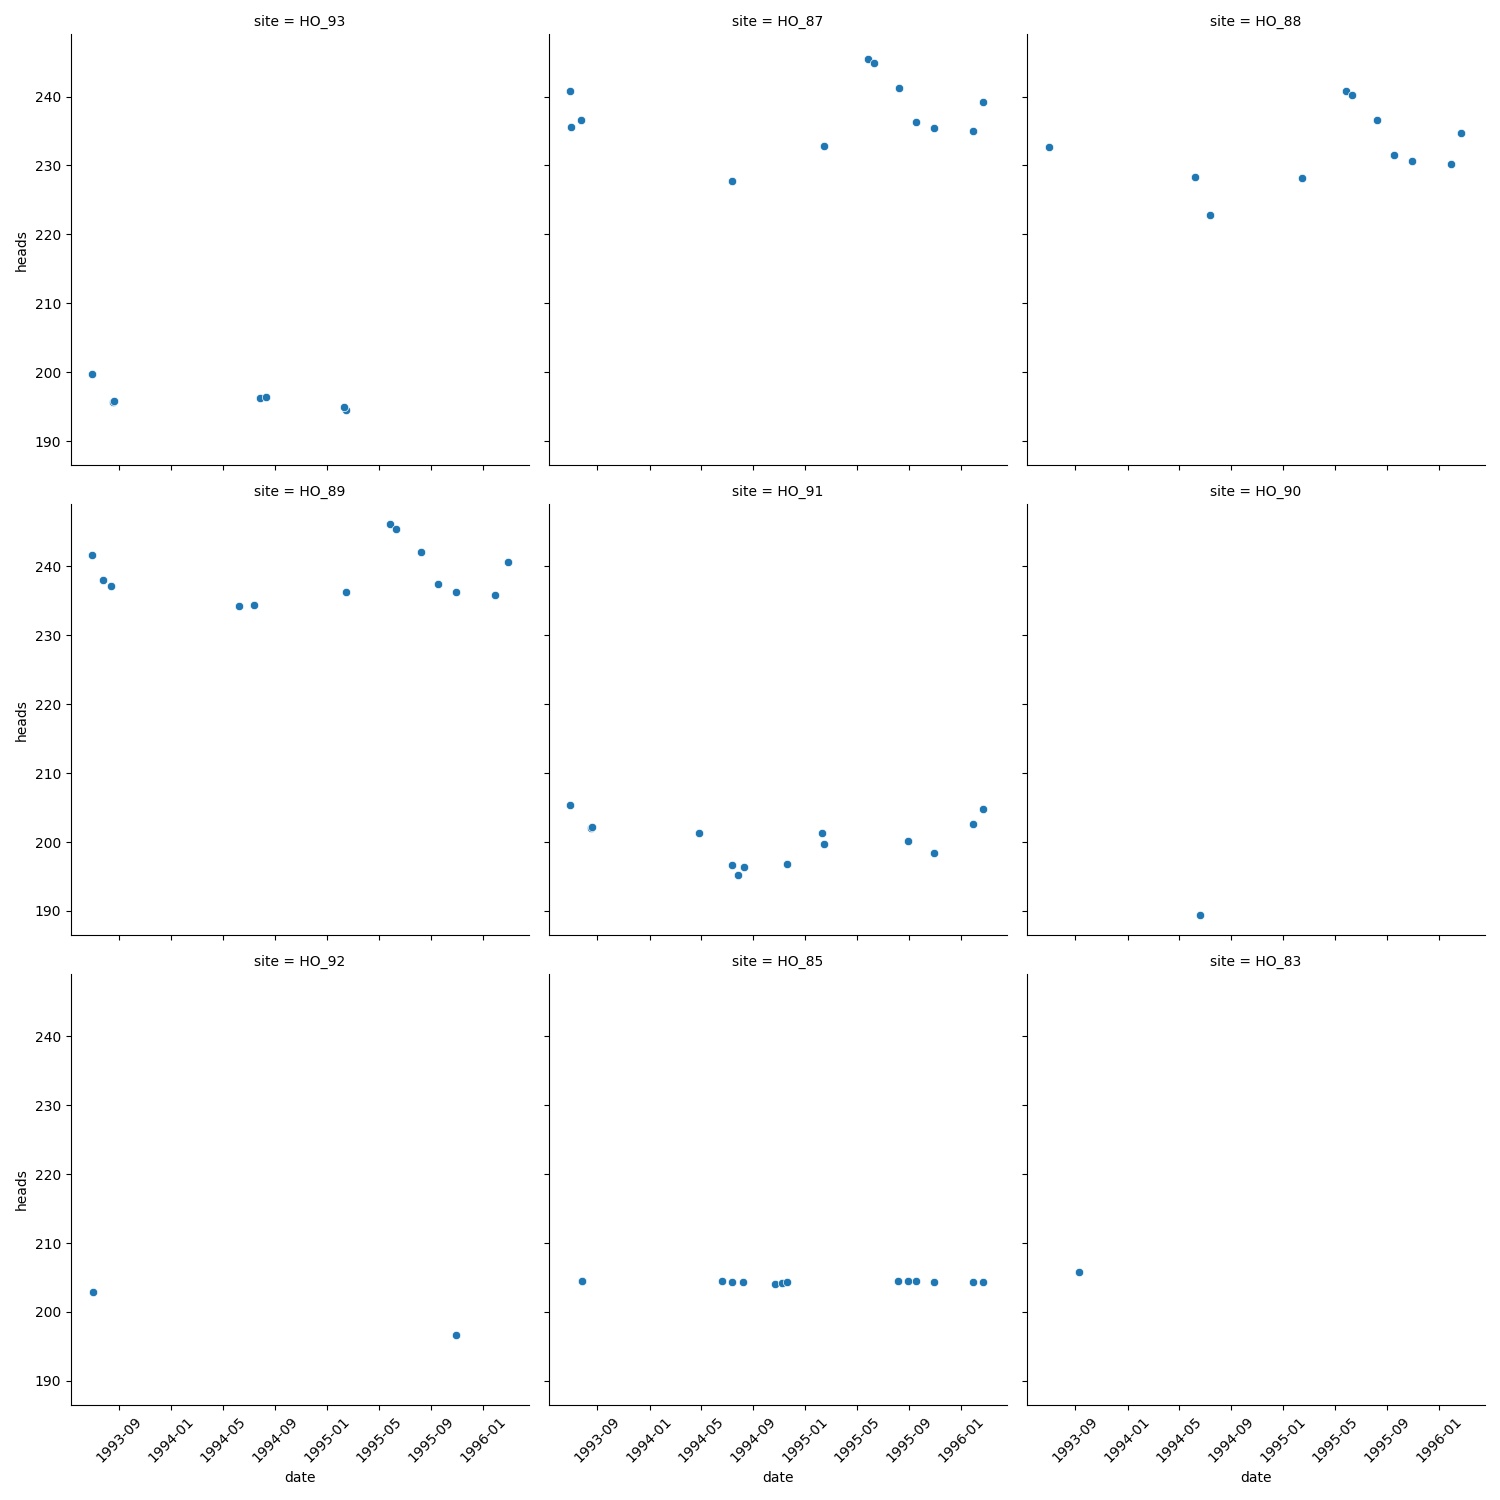 site = HO_93
site = HO_87
site = HO_88
240
230
220
210
200
190
heads
site = HO_89
site = HO_91
site = HO_90
240
230
220
210
200
190
heads
site = HO_92
site = HO_85
site = HO_83
240
230
220
210
200
190
heads
1993-09 1994-01 1994-05 1994-09 1995-01 1995-05 1995-09 1996-01
1993-09 1994-01 1994-05 1994-09 1995-01 1995-05 1995-09 1996-01
1993-09 1994-01 1994-05 1994-09 1995-01 1995-05 1995-09 1996-01
date
date
date